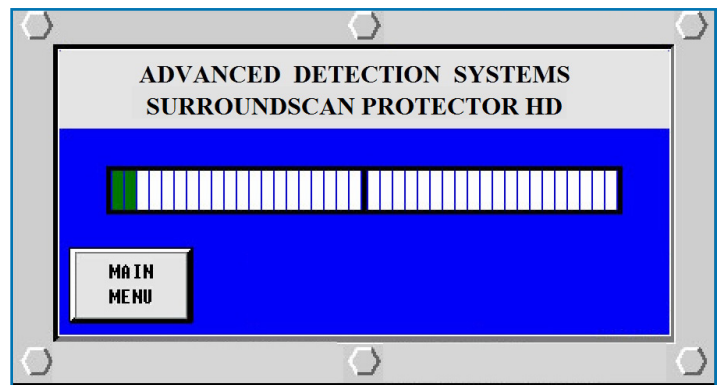 ADVANCED DETECTION SYSTEMS
SURROUNDSCAN PROTECTOR HD
MAIN
MENU